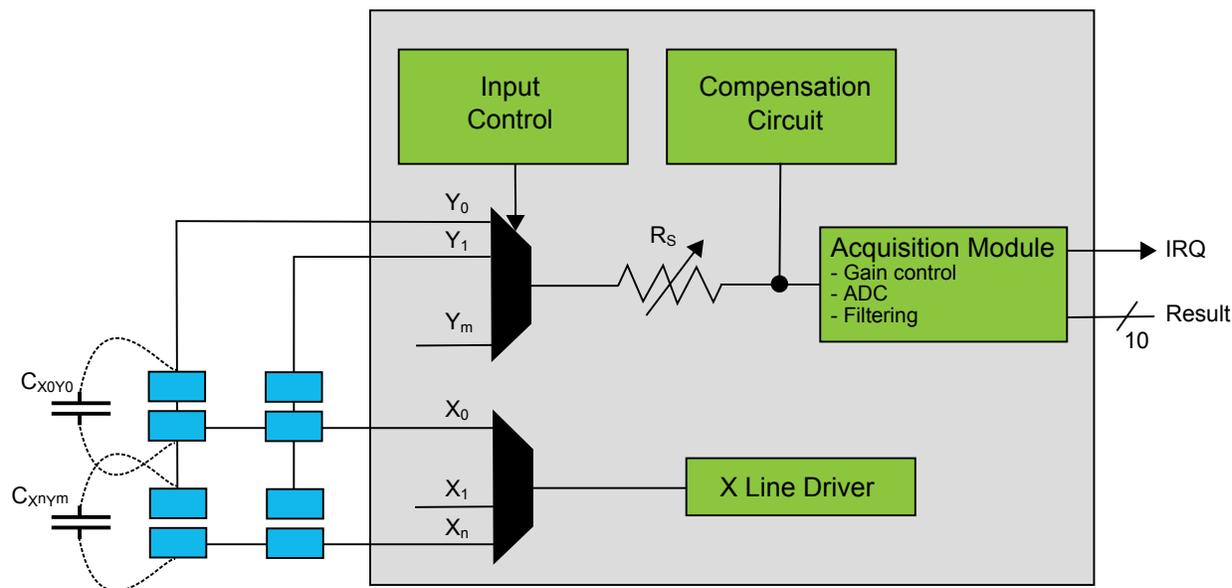 Input
Control
Compensation
Circuit
Y0
Y1
RS
Acquisition Module
- Gain control
- ADC
- Filtering
IRQ
Result
10
Ym
CX0Y0
X0
CXnYm
X1
X Line Driver
Xn